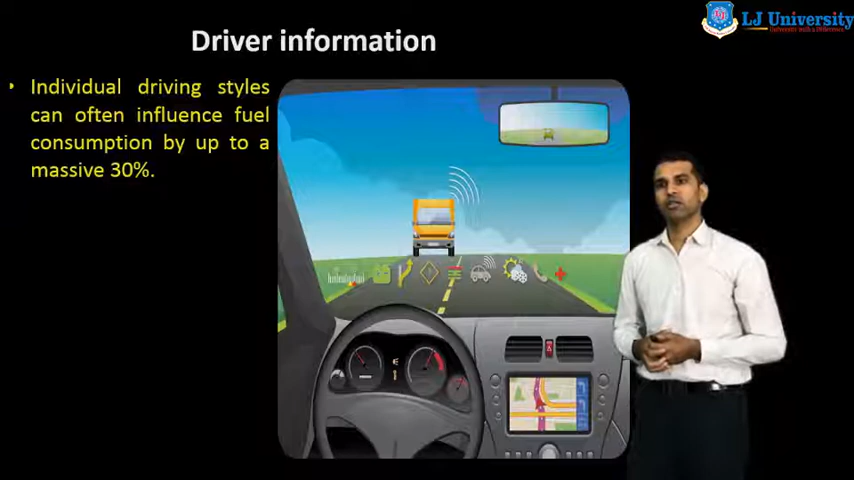 LJ University
Driver information
• Individual driving styles
can often influence fuel
consumption by up to a
massive 30%.